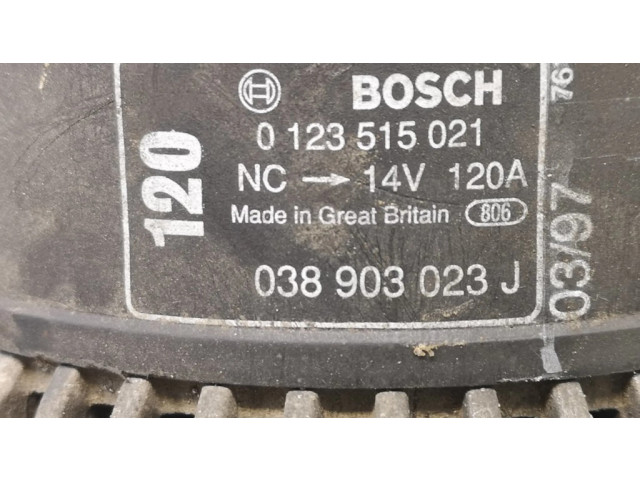 BOSCH
0 123 515 021
NC → 14V 120A
Made in Great Britain 806
038 903 023 J
120
03/97
76